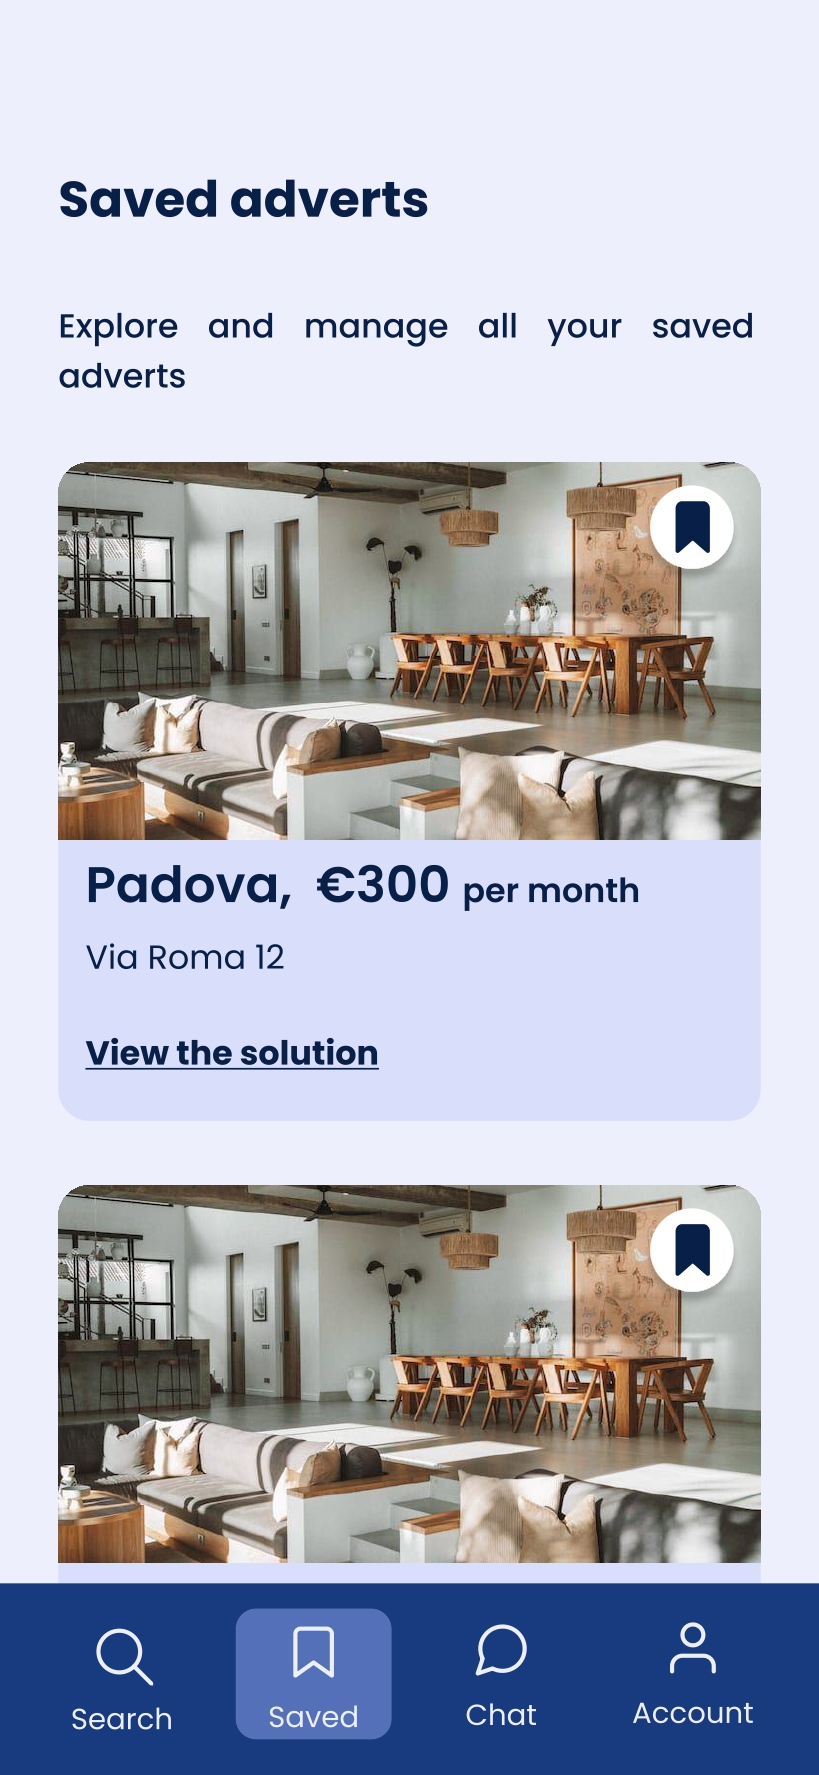 Saved adverts
Explore and manage all your saved
adverts
Padova, €300 per month
Via Roma 12
View the solution
Search
Saved
Chat
Account